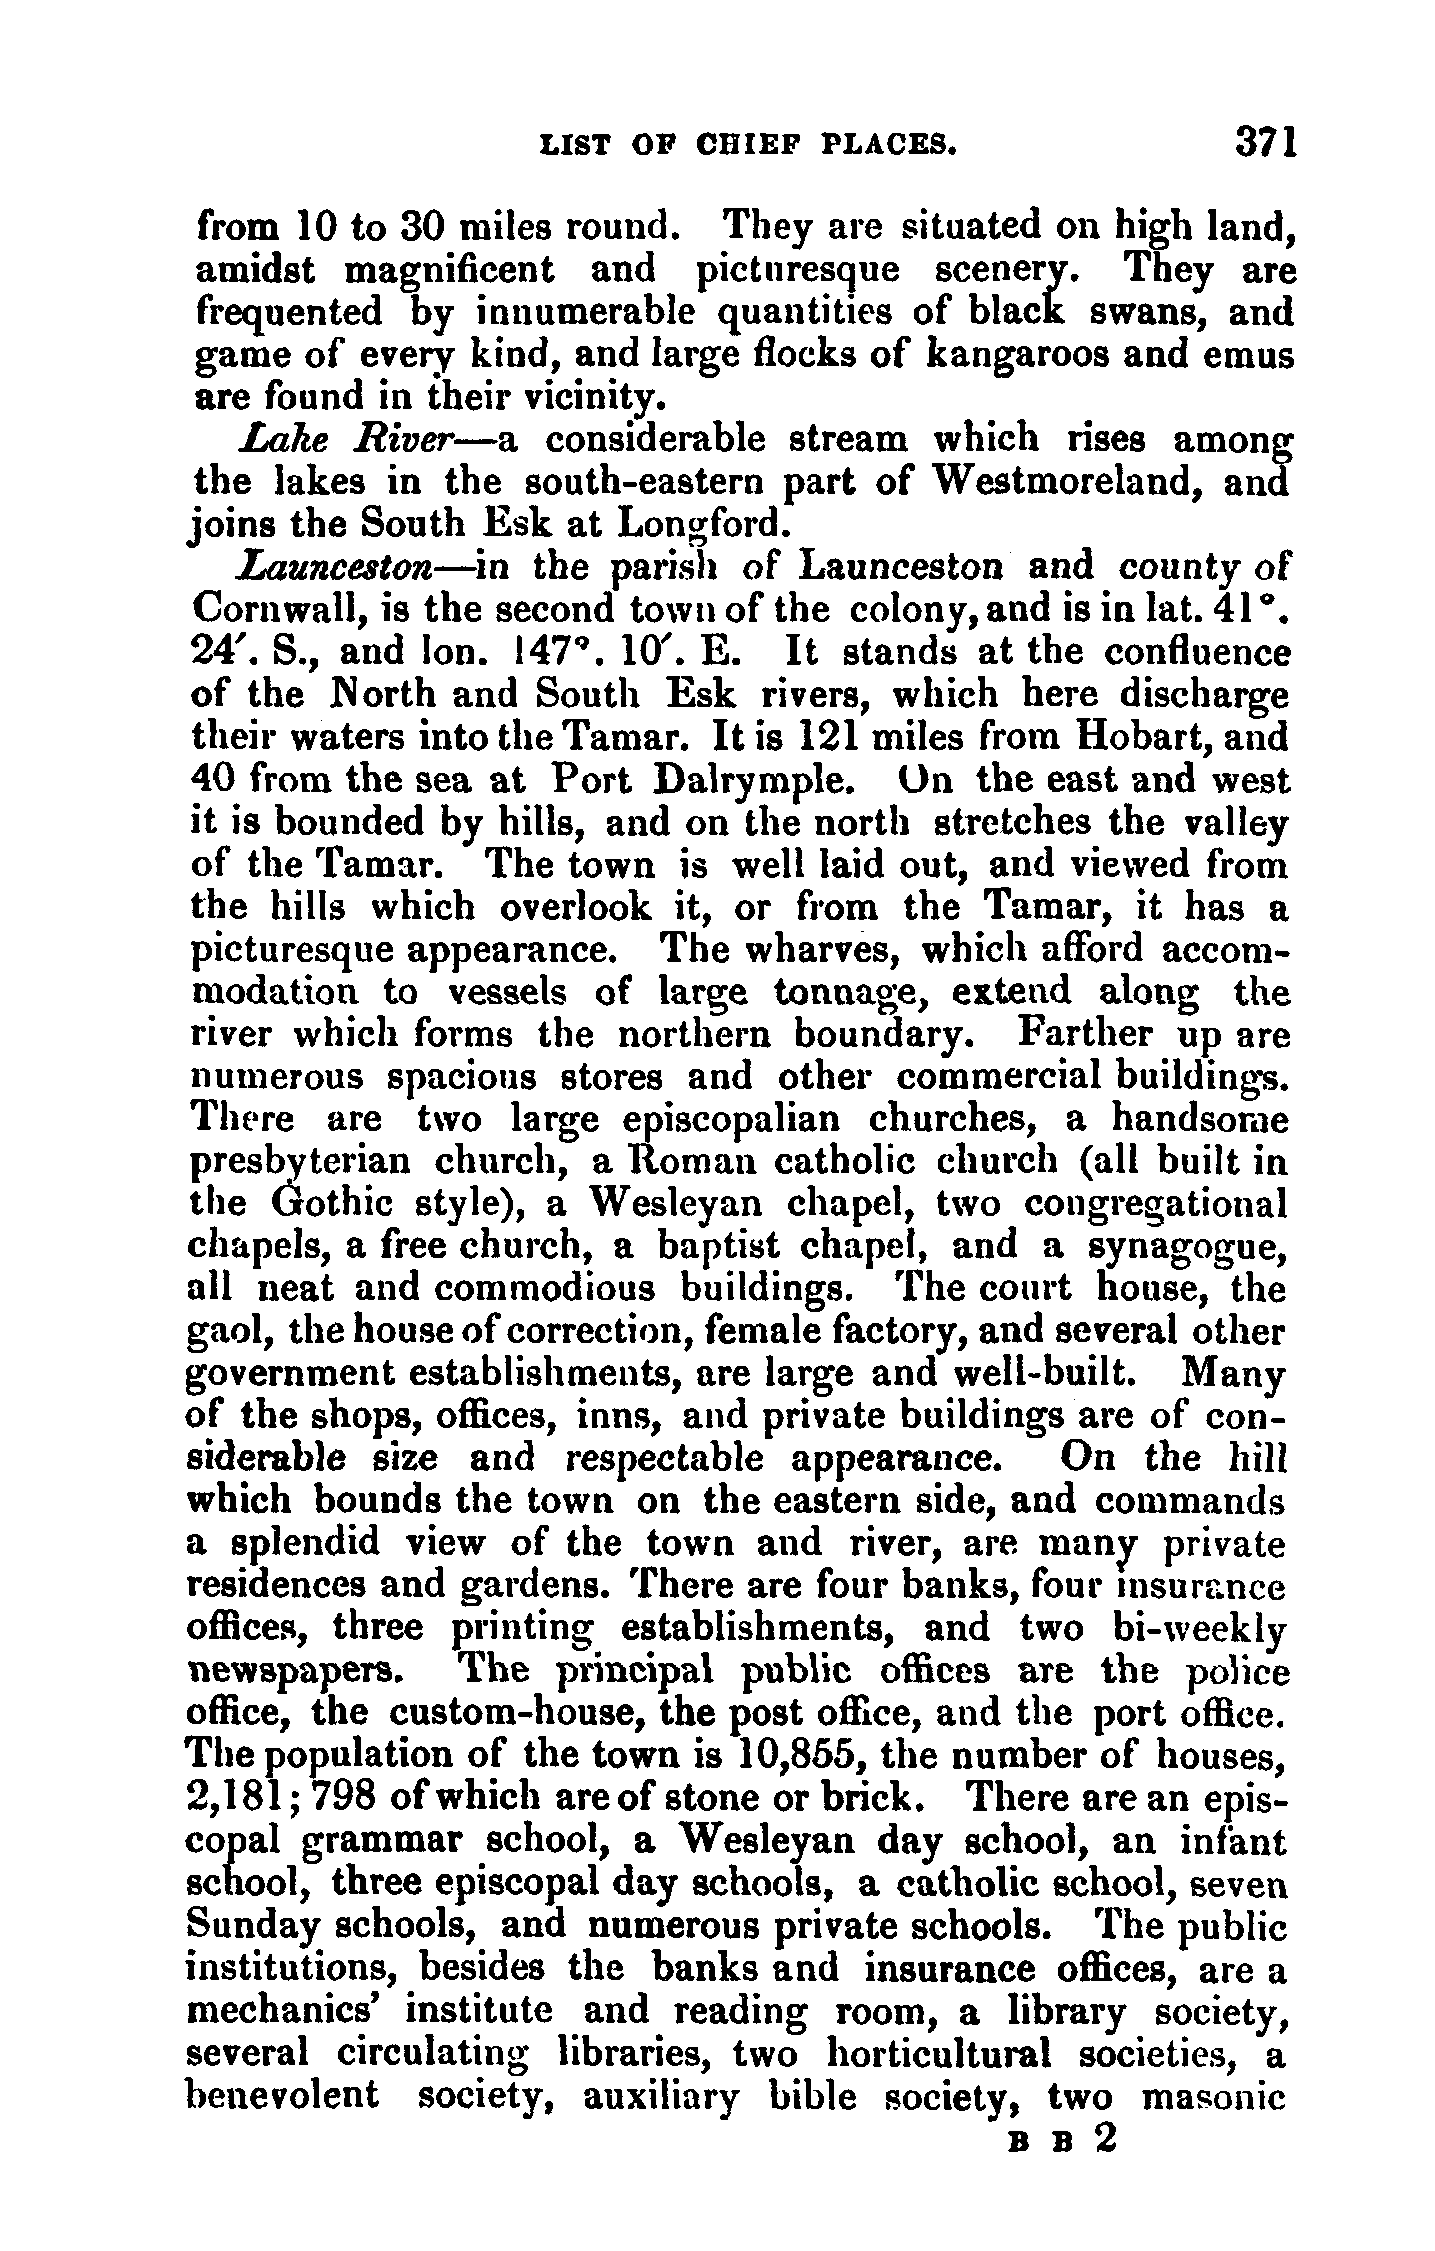 LIST OF CHIEF PLACES. 371
from 10 to 30 miles round. They are situated on high land,
amidst magnificent and picturesque scenery. They are
frequented by innumerable quantities of black swans, and
game of every kind, and large flocks of kangaroos and emus
are found in their vicinity.
Lake River—a considerable stream which rises among
the lakes in the south-eastern part of Westmoreland, and
joins the South Esk at Longford.
Launceston—in the parish of Launceston and county of
Cornwall, is the second town of the colony, and is in lat. 41°.
24′. S., and lon. 147°. 10′. E. It stands at the confluence
of the North and South Esk rivers, which here discharge
their waters into the Tamar. It is 121 miles from Hobart, and
40 from the sea at Port Dalrymple. On the east and west
it is bounded by hills, and on the north stretches the valley
of the Tamar. The town is well laid out, and viewed from
the hills which overlook it, or from the Tamar, it has a
picturesque appearance. The wharves, which afford accom-
modation to vessels of large tonnage, extend along the
river which forms the northern boundary. Farther up are
numerous spacious stores and other commercial buildings.
There are two large episcopalian churches, a handsome
presbyterian church, a Roman catholic church (all built in
the Gothic style), a Wesleyan chapel, two congregational
chapels, a free church, a baptist chapel, and a synagogue,
all neat and commodious buildings. The court house, the
gaol, the house of correction, female factory, and several other
government establishments, are large and well-built. Many
of the shops, offices, inns, and private buildings are of con-
siderable size and respectable appearance. On the hill
which bounds the town on the eastern side, and commands
a splendid view of the town and river, are many private
residences and gardens. There are four banks, four insurance
offices, three printing establishments, and two bi-weekly
newspapers. The principal public offices are the police
office, the custom-house, the post office, and the port office.
The population of the town is 10,855, the number of houses,
2,181; 798 of which are of stone or brick. There are an epis-
copal grammar school, a Wesleyan day school, an infant
school, three episcopal day schools, a catholic school, seven
Sunday schools, and numerous private schools. The public
institutions, besides the banks and insurance offices, are a
mechanics' institute and reading room, a library society,
several circulating libraries, two horticultural societies, a
benevolent society, auxiliary bible society, two masonic
B B 2